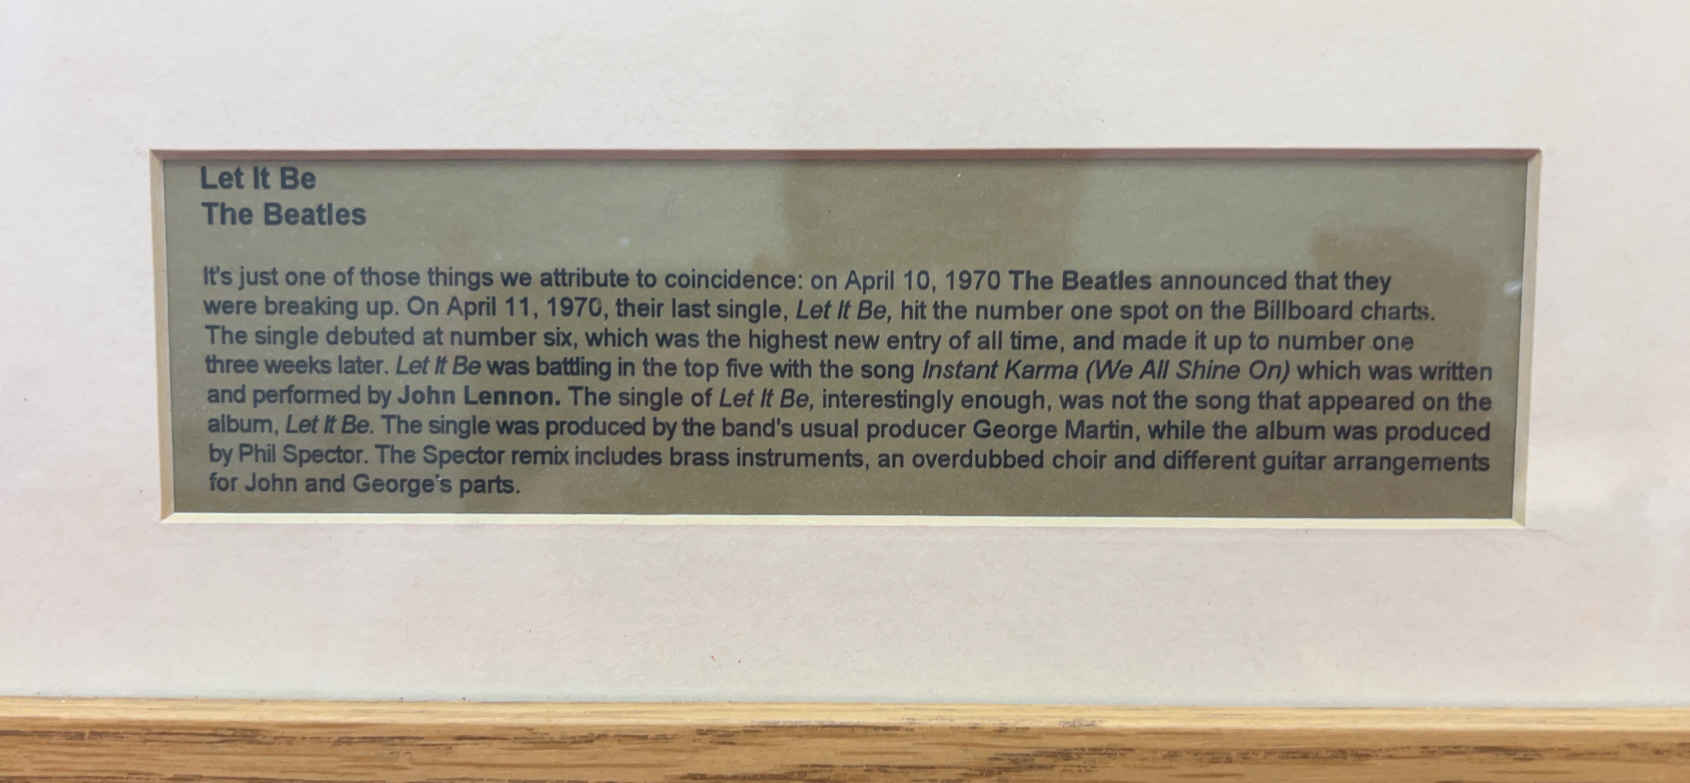 Let It Be
The Beatles
It's just one of those things we attribute to coincidence: on April 10, 1970 The Beatles announced that they
were breaking up. On April 11, 1970, their last single, Let It Be, hit the number one spot on the Billboard charts.
The single debuted at number six, which was the highest new entry of all time, and made it up to number one
three weeks later. Let It Be was battling in the top five with the song Instant Karma (We All Shine On) which was written
and performed by John Lennon. The single of Let It Be, interestingly enough, was not the song that appeared on the
album, Let It Be. The single was produced by the band's usual producer George Martin, while the album was produced
by Phil Spector. The Spector remix includes brass instruments, an overdubbed choir and different guitar arrangements
for John and George's parts.